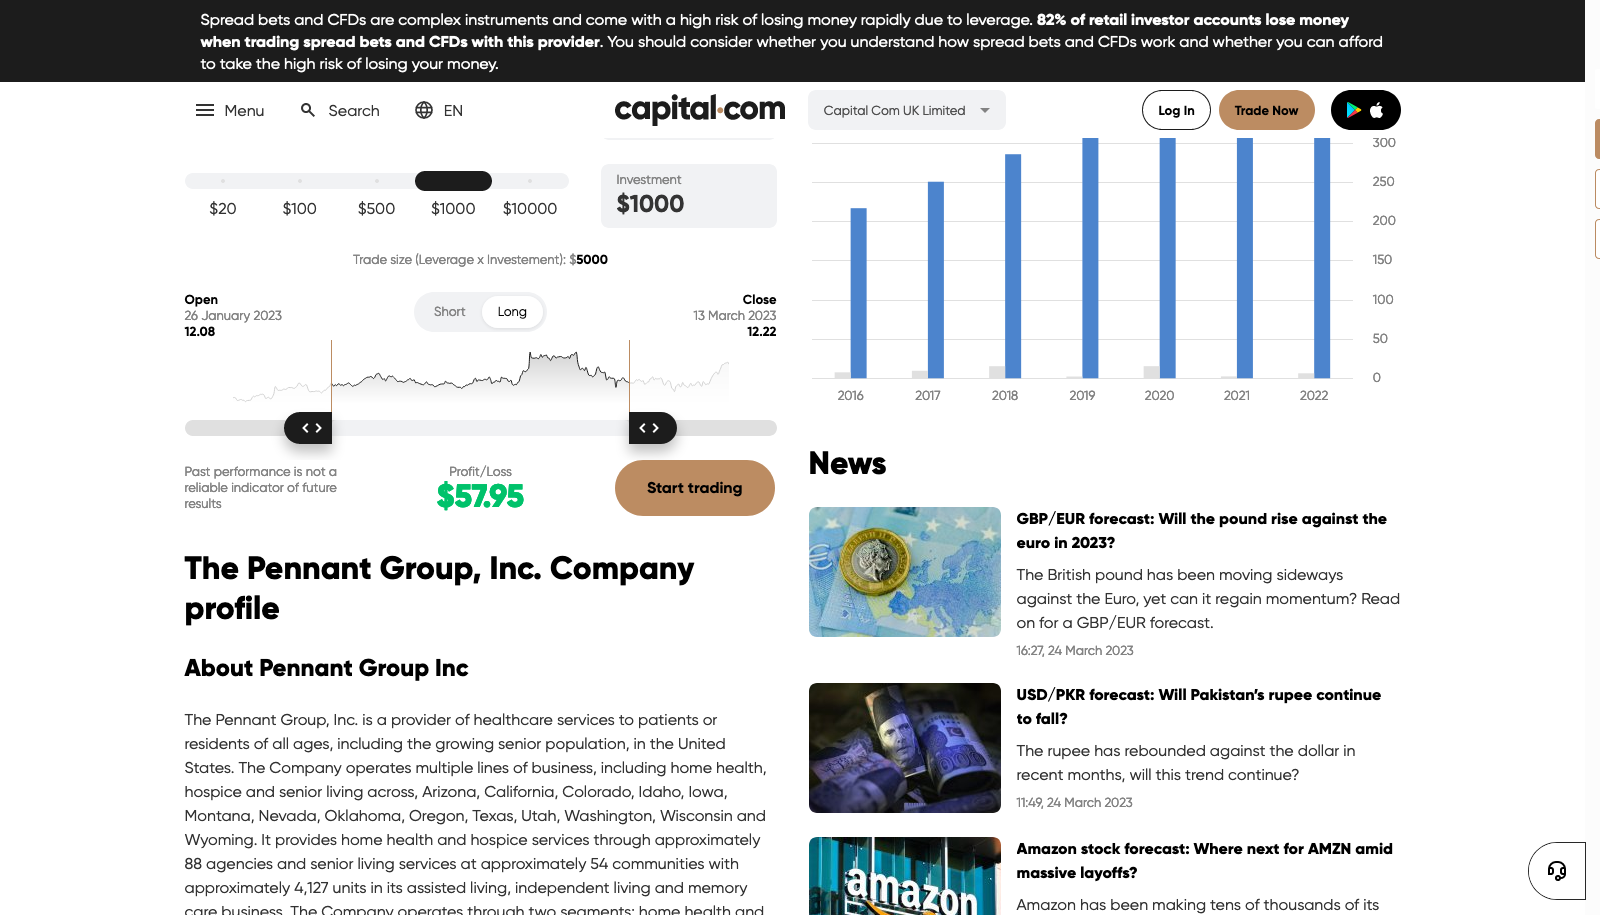 Spread bets and CFDs are complex instruments and come with a high risk of losing money rapidly due to leverage. 82% of retail investor accounts lose money
when trading spread bets and CFDs with this provider. You should consider whether you understand how spread bets and CFDs work and whether you can afford
to take the high risk of losing your money.
Menu
Search
EN
capital.com
Capital Com UK Limited
Log In
Trade Now
$20
$100
$500
$1000
$10000
Investment
$1000
Trade size (Leverage x Investement): $5000
Open
26 January 2023
12.08
Short
Long
Close
13 March 2023
12.22
Past performance is not a
reliable indicator of future
results
Profit/Loss
$57.95
Start trading
The Pennant Group, Inc. Company
profile
About Pennant Group Inc
The Pennant Group, Inc. is a provider of healthcare services to patients or
residents of all ages, including the growing senior population, in the United
States. The Company operates multiple lines of business, including home health,
hospice and senior living across, Arizona, California, Colorado, Idaho, Iowa,
Montana, Nevada, Oklahoma, Oregon, Texas, Utah, Washington, Wisconsin and
Wyoming. It provides home health and hospice services through approximately
88 agencies and senior living services at approximately 54 communities with
approximately 4,127 units in its assisted living, independent living and memory
care business. The Company operates through two segments: home health and
300
250
200
150
100
50
0
2016
2017
2018
2019
2020
2021
2022
News
GBP/EUR forecast: Will the pound rise against the
euro in 2023?
The British pound has been moving sideways
against the Euro, yet can it regain momentum? Read
on for a GBP/EUR forecast.
16:27, 24 March 2023
USD/PKR forecast: Will Pakistan's rupee continue
to fall?
The rupee has rebounded against the dollar in
recent months, will this trend continue?
11:49, 24 March 2023
amazon
Amazon stock forecast: Where next for AMZN amid
massive layoffs?
Amazon has been making tens of thousands of its